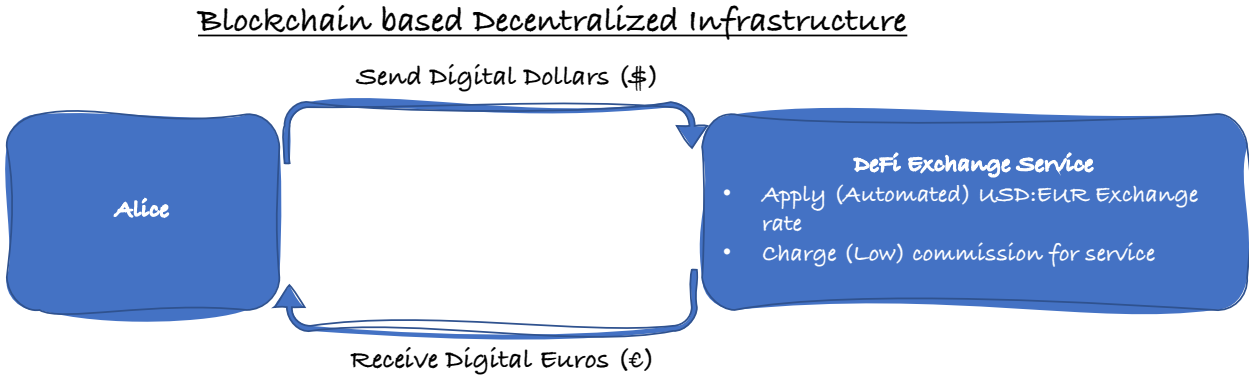 Blockchain based Decentralized Infrastructure
Send Digital Dollars ($)
Alice
DeFi Exchange Service
• Apply (Automated) USD:EUR Exchange
rate
• Charge (Low) commission for service
Receive Digital Euros (€)